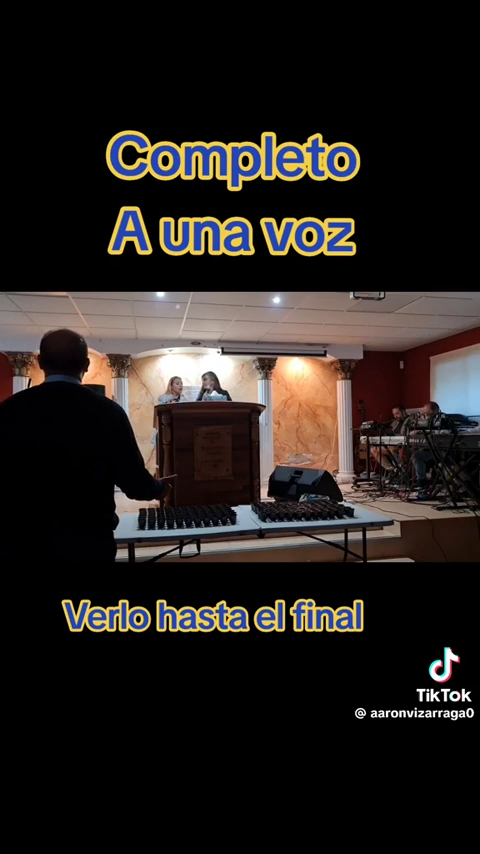 Completo
A una voz
Verlo hasta el final
TikTok
@ aaronvizarraga0